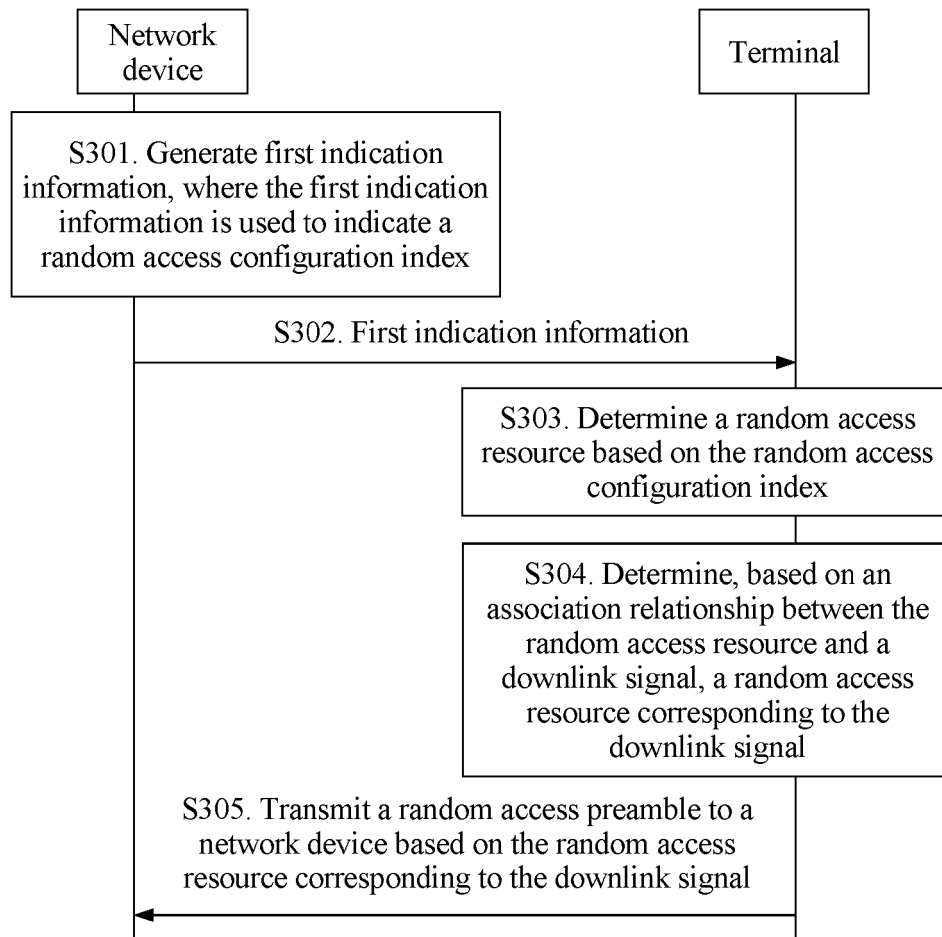 Network
device
Terminal
S301. Generate first indication
information, where the first indication
information is used to indicate a
random access configuration index
S302. First indication information
S303. Determine a random access
resource based on the random access
configuration index
S304. Determine, based on an
association relationship between the
random access resource and a
downlink signal, a random access
resource corresponding to the
downlink signal
S305. Transmit a random access preamble to a
network device based on the random access
resource corresponding to the downlink signal